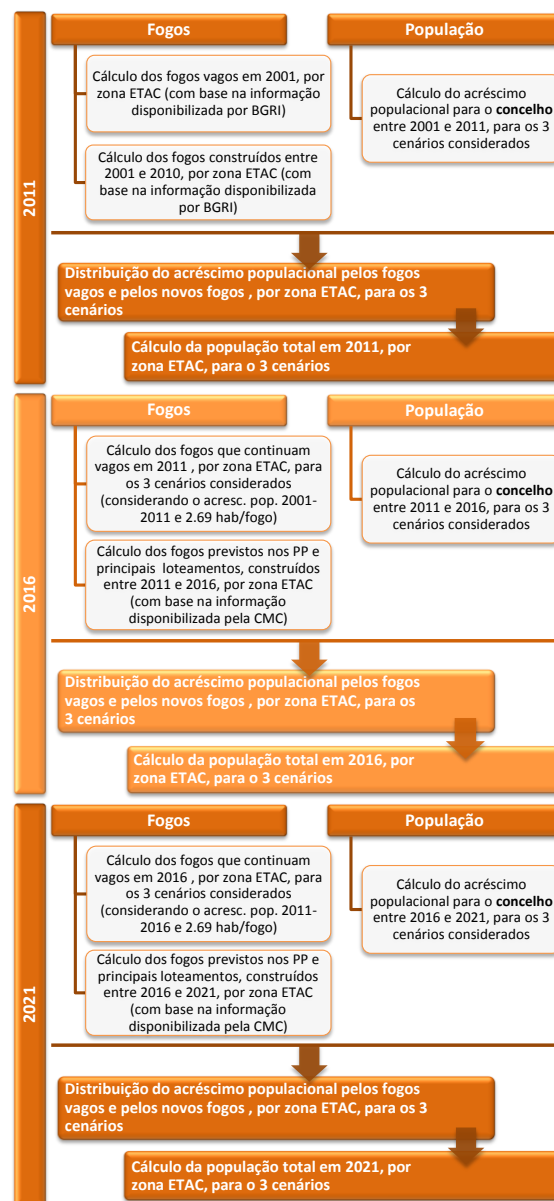 2011
Fogos
Cálculo dos fogos vagos em 2001, por
zona ETAC (com base na informação
disponibilizada por BGRI)
Cálculo dos fogos construídos entre
2001 e 2010, por zona ETAC (com
base na informação disponibilizada
por BGRI)
População
Cálculo do acréscimo
populacional para o concelho
entre 2001 e 2011, para os 3
cenários considerados
Distribuição do acréscimo populacional pelos fogos
vagos e pelos novos fogos , por zona ETAC, para os 3
cenários
Cálculo da população total em 2011, por
zona ETAC, para o 3 cenários
2016
Fogos
Cálculo dos fogos que continuam
vagos em 2011 , por zona ETAC, para
os 3 cenários considerados
(considerando o acresc. pop. 2001-
2011 e 2.69 hab/fogo)
Cálculo dos fogos previstos nos PP e
principais loteamentos, construídos
entre 2011 e 2016, por zona ETAC
(com base na informação
disponibilizada pela CMC)
População
Cálculo do acréscimo
populacional para o concelho
entre 2011 e 2016, para os 3
cenários considerados
Distribuição do acréscimo populacional pelos fogos
vagos e pelos novos fogos , por zona ETAC, para os
3 cenários
Cálculo da população total em 2016, por
zona ETAC, para o 3 cenários
2021
Fogos
Cálculo dos fogos que continuam
vagos em 2016 , por zona ETAC, para
os 3 cenários considerados
(considerando o acresc. pop. 2011-
2016 e 2.69 hab/fogo)
Cálculo dos fogos previstos nos PP e
principais loteamentos, construídos
entre 2016 e 2021, por zona ETAC
(com base na informação
disponibilizada pela CMC)
População
Cálculo do acréscimo
populacional para o concelho
entre 2016 e 2021, para os 3
cenários considerados
Distribuição do acréscimo populacional pelos fogos
vagos e pelos novos fogos , por zona ETAC, para os 3
cenários
Cálculo da população total em 2021, por
zona ETAC, para o 3 cenários